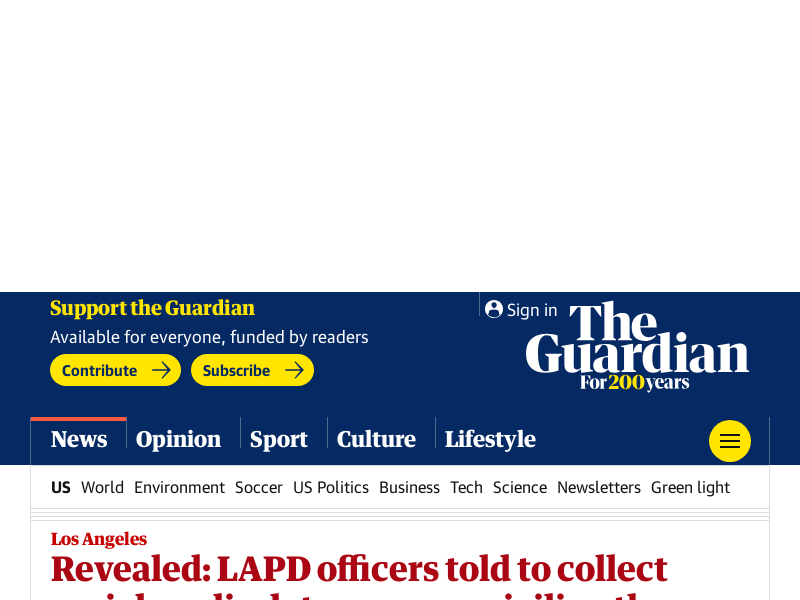 Support the Guardian
Available for everyone, funded by readers
Contribute
Subscribe
Sign in
The
Guardian
For 200 years
News
Opinion
Sport
Culture
Lifestyle
US World Environment Soccer US Politics Business Tech Science Newsletters Green light
Los Angeles
Revealed: LAPD officers told to collect